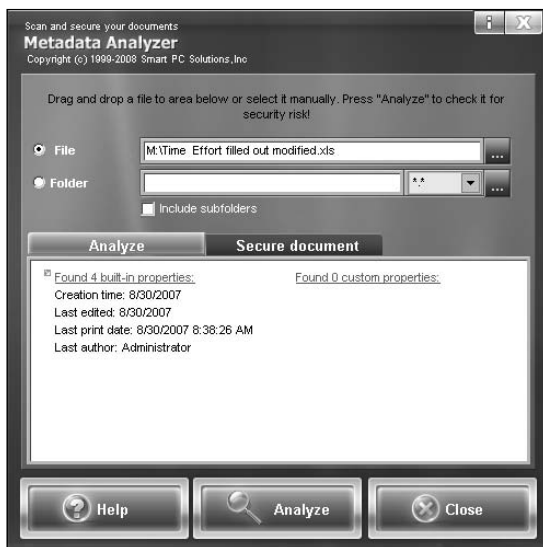 Scan and secure your documents
Metadata Analyzer
Copyright (c) 1999-2008 Smart PC Solutions,Inc
i X
Drag and drop a file to area below or select it manually. Press "Analyze" to check it for
security risk!
File M:\Time Effort filled out modified.xls ...
Folder *.* ...
Include subfolders
Analyze Secure document
Found 4 built-in properties: Found 0 custom properties:
Creation time: 8/30/2007
Last edited: 8/30/2007
Last print date: 8/30/2007 8:38:26 AM
Last author: Administrator
? Help Analyze Close